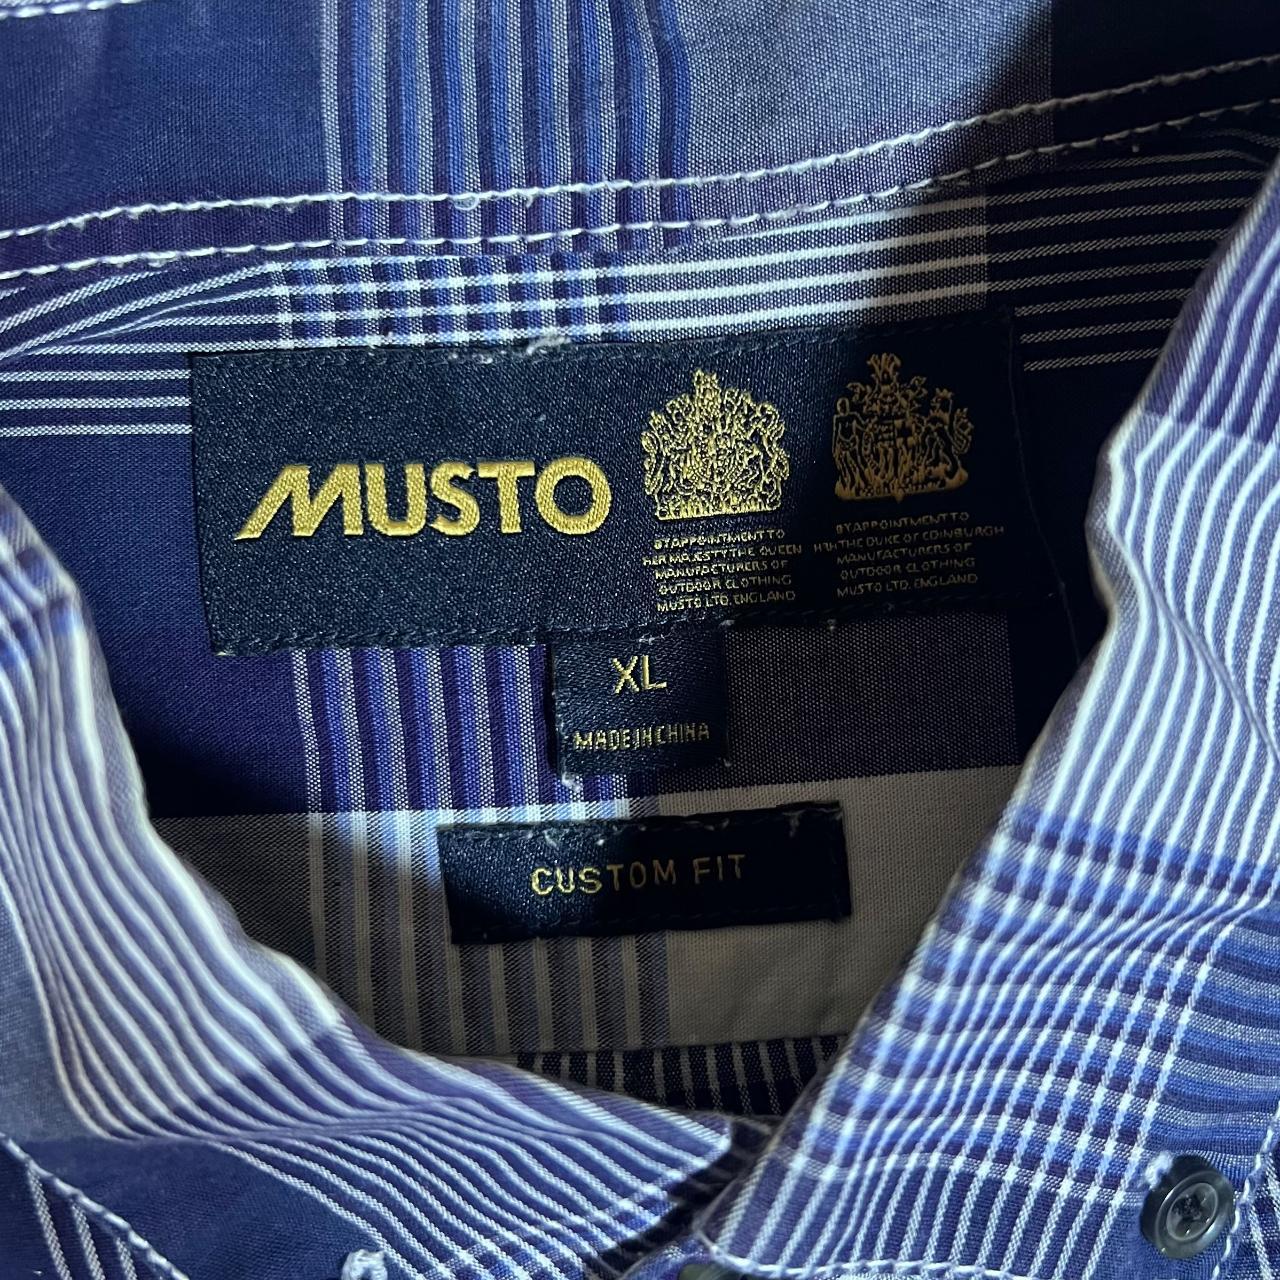 MUSTO
BY APPOINTMENT TO
HER MAJESTY THE QUEEN
MANUFACTURERS OF
OUTDOOR CLOTHING
MUSTO LTD. ENGLAND
BY APPOINTMENT TO
HRH THE DUKE OF EDINBURGH
MANUFACTURERS OF
OUTDOOR CLOTHING
MUSTO LTD. ENGLAND
XL
MADE IN CHINA
CUSTOM FIT